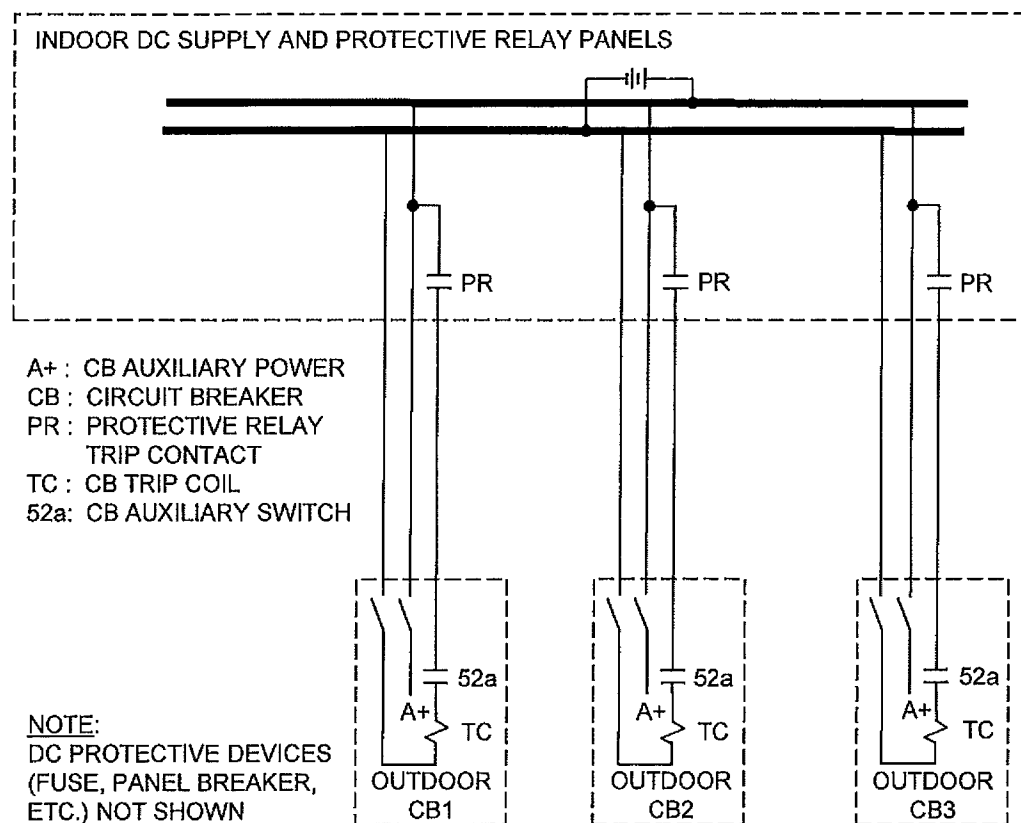 INDOOR DC SUPPLY AND PROTECTIVE RELAY PANELS
PR
PR
PR
A+ : CB AUXILIARY POWER
CB : CIRCUIT BREAKER
PR : PROTECTIVE RELAY
TRIP CONTACT
TC : CB TRIP COIL
52a: CB AUXILIARY SWITCH
52a
A+
TC
OUTDOOR
CB1
52a
A+
TC
OUTDOOR
CB2
52a
A+
TC
OUTDOOR
CB3
NOTE:
DC PROTECTIVE DEVICES
(FUSE, PANEL BREAKER,
ETC.) NOT SHOWN